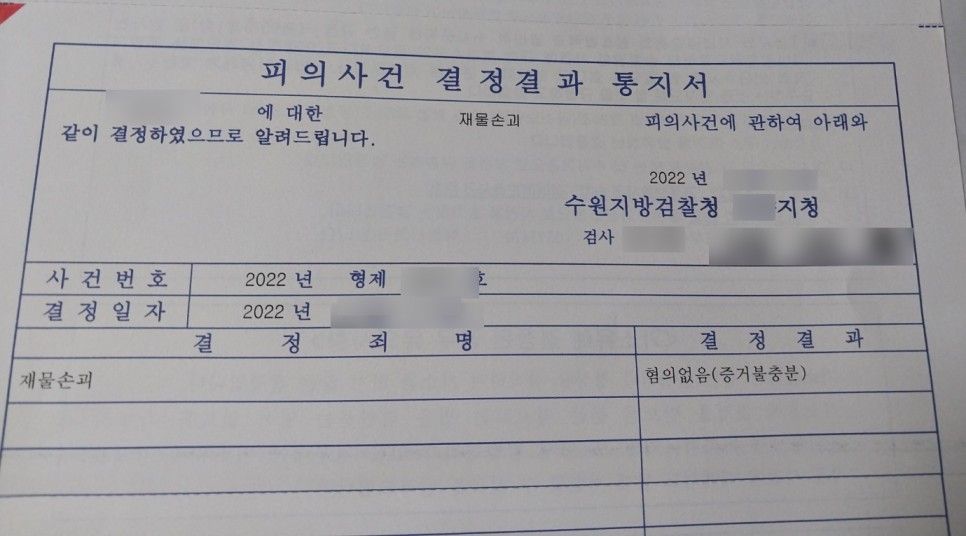 피의사건 결정결과 통지서
에 대한 재물손괴 피의사건에 관하여 아래와
같이 결정하였으므로 알려드립니다.
2022 년
수원지방검찰청 지청
검사
사건번호 2022 년 형제 호
결정일자 2022 년
결정죄명 결정결과
재물손괴 혐의없음(증거불충분)